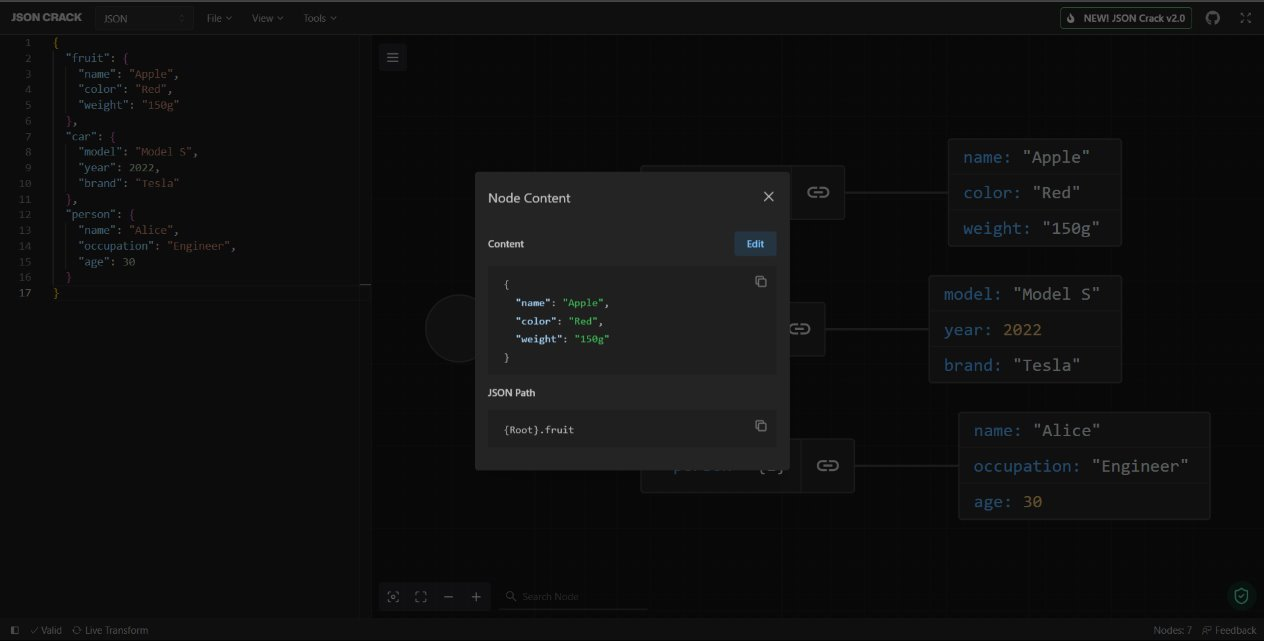 JSON CRACK JSON File View Tools NEW! JSON Crack v2.0
1 {
2 "fruit": {
3 "name": "Apple",
4 "color": "Red",
5 "weight": "150g"
6 },
7 "car": {
8 "model": "Model S",
9 "year": 2022,
10 "brand": "Tesla"
11 },
12 "person": {
13 "name": "Alice",
14 "occupation": "Engineer",
15 "age": 30
16 }
17 }
Node Content
Content Edit
{
"name": "Apple",
"color": "Red",
"weight": "150g"
}
JSON Path
{Root}.fruit
name: "Apple"
color: "Red"
weight: "150g"
model: "Model S"
year: 2022
brand: "Tesla"
name: "Alice"
occupation: "Engineer"
age: 30
Search Node
Valid Live Transform Nodes: 7 Feedback